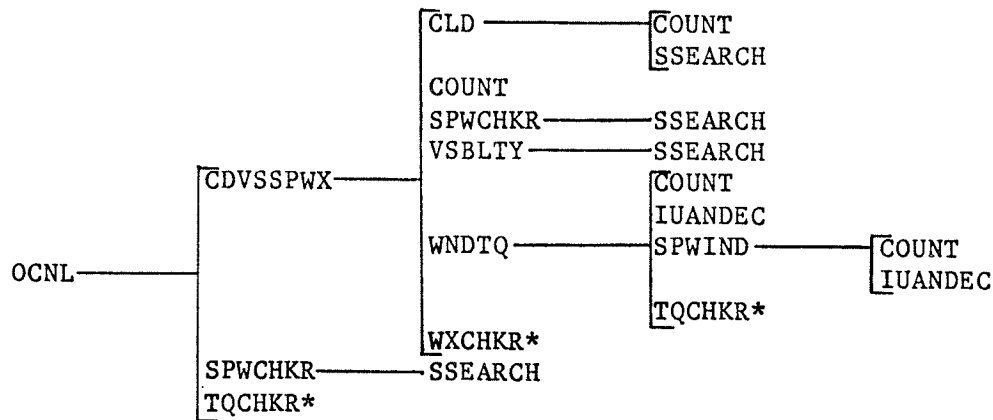 CLD COUNT
SSEARCH
COUNT
SPWCHKR SSEARCH
VSBLTY SSEARCH
CDVSSPWX COUNT
IUANDEC
WNDTQ SPWIND COUNT
OCNL IUANDEC
TQCHKR*
WXCHKR*
SPWCHKR SSEARCH
TQCHKR*